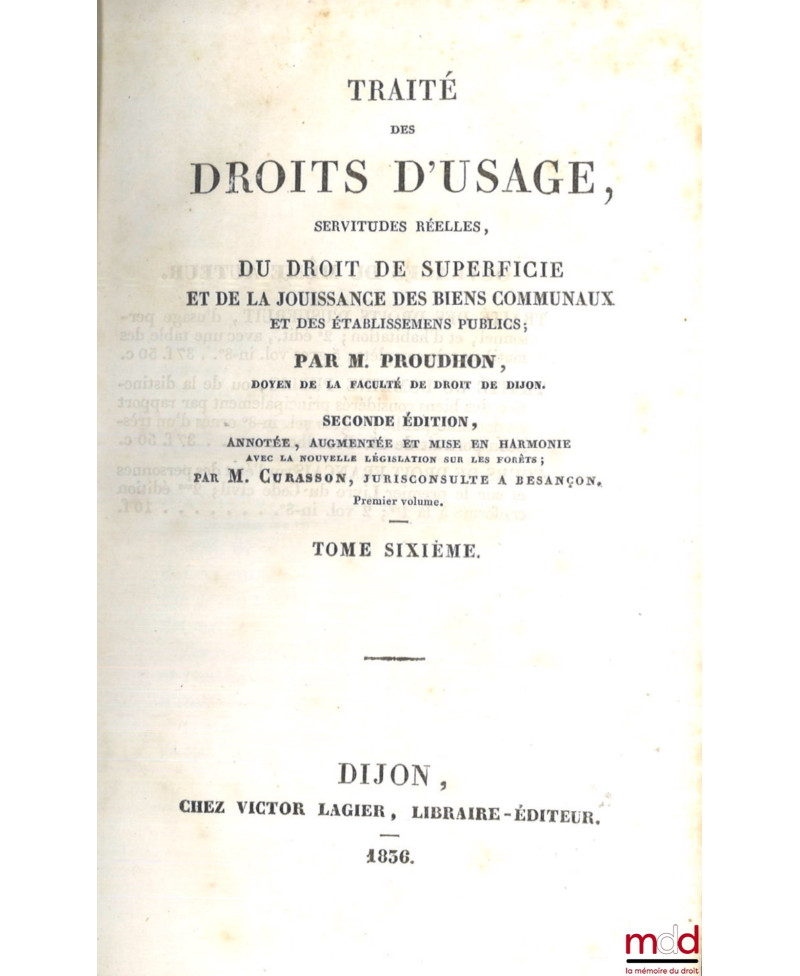 TRAITÉ
DES
DROITS D'USAGE,
SERVITUDES RÉELLES,
DU DROIT DE SUPERFICIE
ET DE LA JOUISSANCE DES BIENS COMMUNAUX
ET DES ÉTABLISSEMENS PUBLICS;
PAR M. PROUDHON,
DOYEN DE LA FACULTÉ DE DROIT DE DIJON.
SECONDE ÉDITION,
ANNOTÉE, AUGMENTÉE ET MISE EN HARMONIE
AVEC LA NOUVELLE LÉGISLATION SUR LES FORÊTS;
PAR M. CURASSON, JURISCONSULTE A BESANÇON.
Premier volume.
TOME SIXIÈME.
DIJON,
CHEZ VICTOR LAGIER, LIBRAIRE-ÉDITEUR.
1836.
mdd
la mémoire du droit